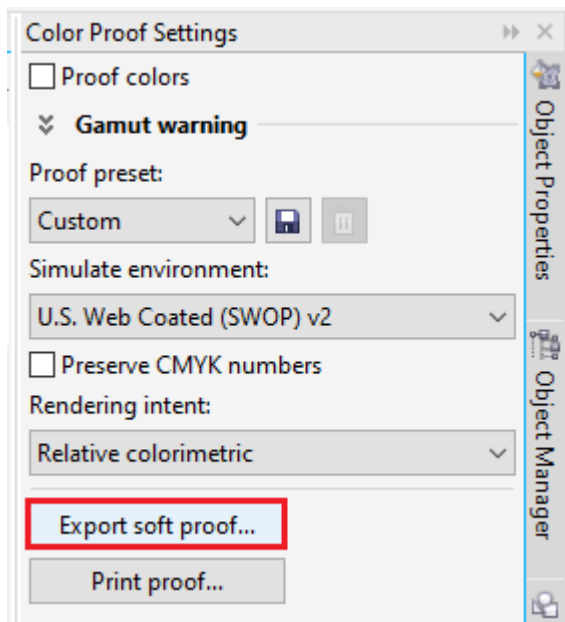 Color Proof Settings
Proof colors
Gamut warning
Proof preset:
Custom
Simulate environment:
U.S. Web Coated (SWOP) v2
Preserve CMYK numbers
Rendering intent:
Relative colorimetric
Export soft proof...
Print proof...
Object Properties
Object Manager